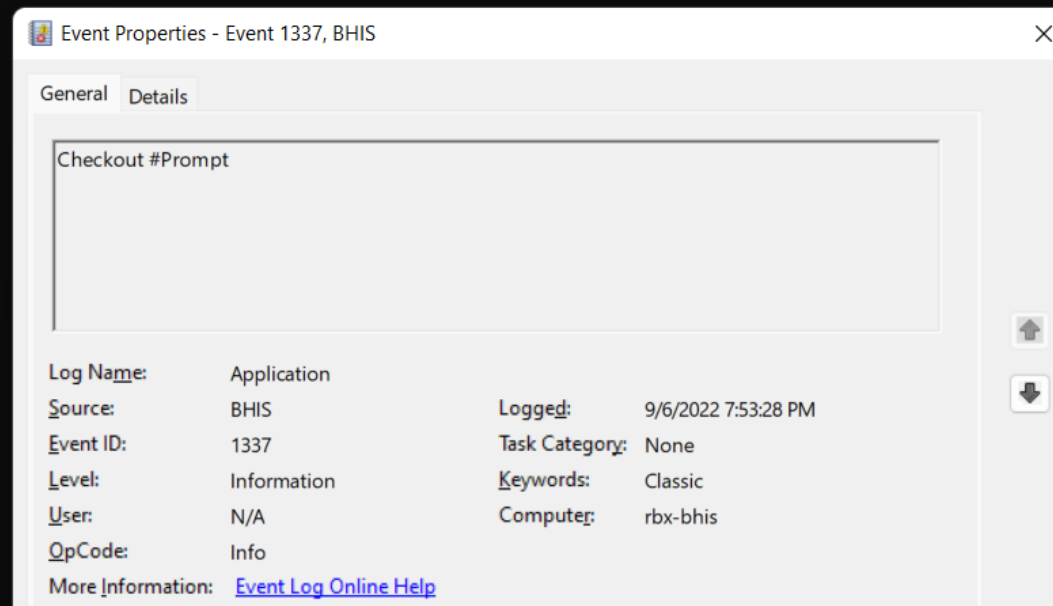 Event Properties - Event 1337, BHIS
General Details
Checkout #Prompt
Log Name: Application
Source: BHIS Logged: 9/6/2022 7:53:28 PM
Event ID: 1337 Task Category: None
Level: Information Keywords: Classic
User: N/A Computer: rbx-bhis
OpCode: Info
More Information: Event Log Online Help